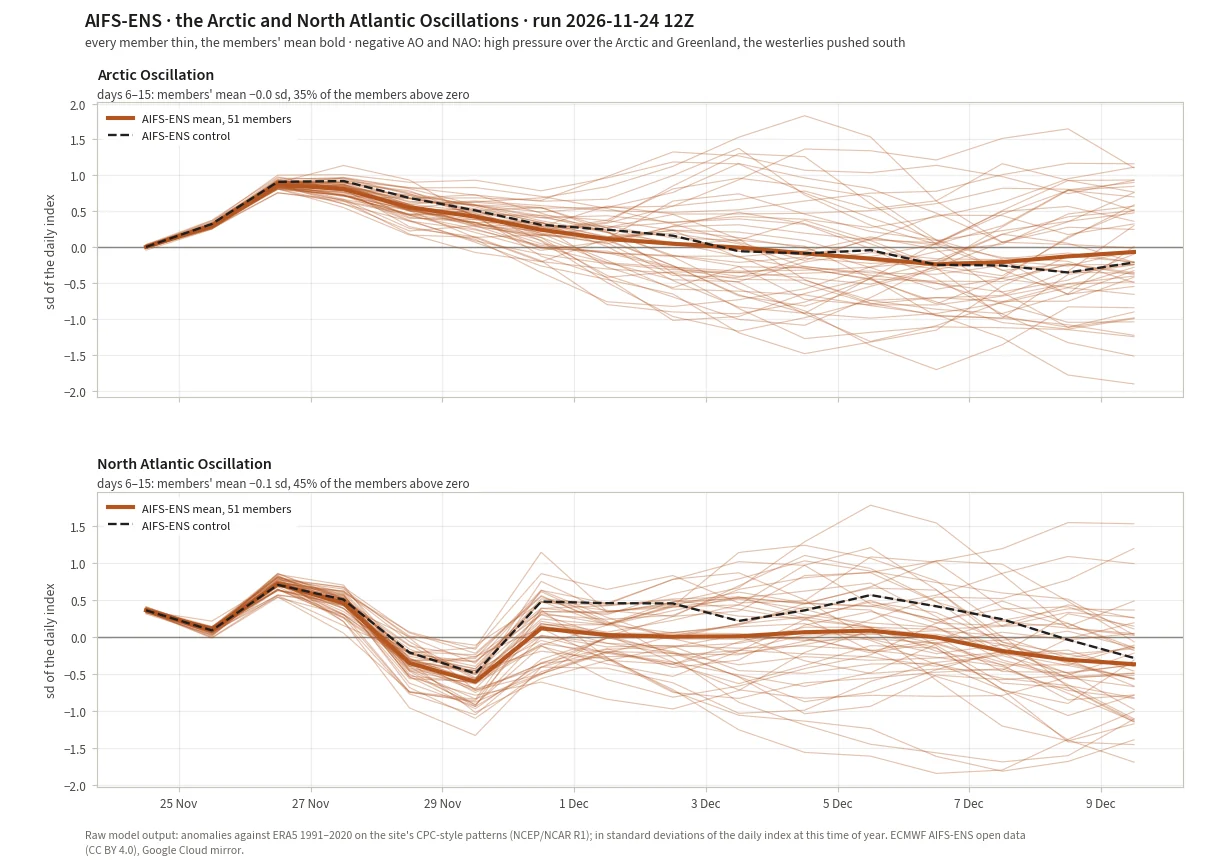 AIFS-ENS · the Arctic and North Atlantic Oscillations · run 2026-11-24 12Z
every member thin, the members' mean bold · negative AO and NAO: high pressure over the Arctic and Greenland, the westerlies pushed south
Arctic Oscillation
days 6–15: members' mean −0.0 sd, 35% of the members above zero
AIFS-ENS mean, 51 members
AIFS-ENS control
sd of the daily index
2.0
1.5
1.0
0.5
0.0
−0.5
−1.0
−1.5
−2.0
North Atlantic Oscillation
days 6–15: members' mean −0.1 sd, 45% of the members above zero
AIFS-ENS mean, 51 members
AIFS-ENS control
sd of the daily index
1.5
1.0
0.5
0.0
−0.5
−1.0
−1.5
−2.0
25 Nov 27 Nov 29 Nov 1 Dec 3 Dec 5 Dec 7 Dec 9 Dec
Raw model output: anomalies against ERA5 1991–2020 on the site's CPC-style patterns (NCEP/NCAR R1); in standard deviations of the daily index at this time of year. ECMWF AIFS-ENS open data
(CC BY 4.0), Google Cloud mirror.